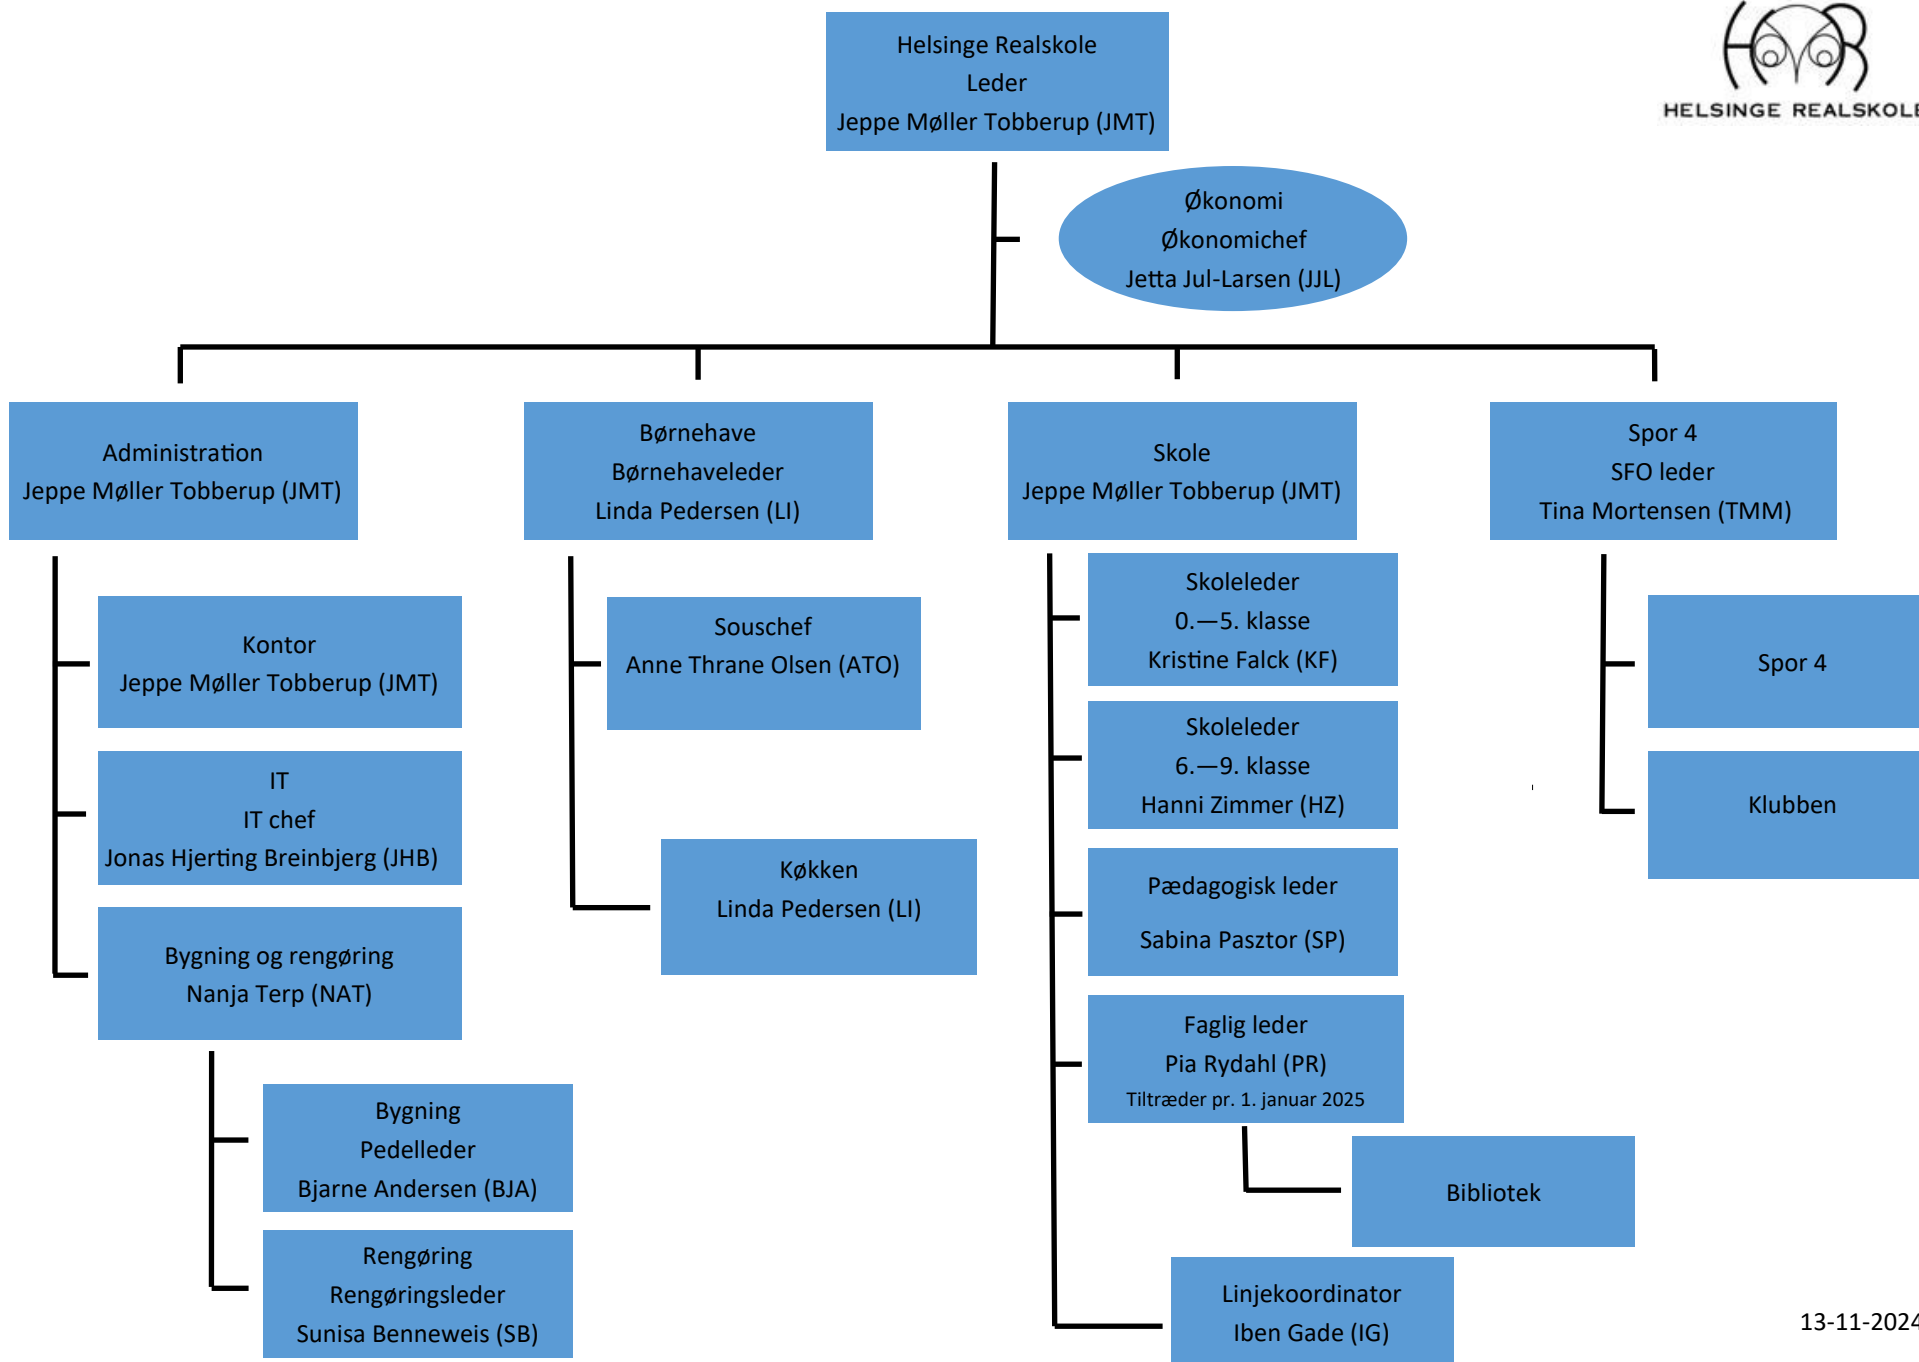 Helsinge Realskole
Leder
Jeppe Møller Tobberup (JMT)
HELSINGE REALSKOLE
Økonomi
Økonomichef
Jetta Jul-Larsen (JJL)
Administration
Jeppe Møller Tobberup (JMT)
Kontor
Jeppe Møller Tobberup (JMT)
IT
IT chef
Jonas Hjerting Breinbjerg (JHB)
Bygning og rengøring
Nanja Terp (NAT)
Bygning
Pedelleder
Bjarne Andersen (BJA)
Rengøring
Rengøringsleder
Sunisa Benneweis (SB)
Børnehave
Børnehaveleder
Linda Pedersen (LI)
Souschef
Anne Thrane Olsen (ATO)
Køkken
Linda Pedersen (LI)
Skole
Jeppe Møller Tobberup (JMT)
Skoleleder
0.—5. klasse
Kristine Falck (KF)
Skoleleder
6.—9. klasse
Hanni Zimmer (HZ)
Pædagogisk leder
Sabina Pasztor (SP)
Faglig leder
Pia Rydahl (PR)
Tiltræder pr. 1. januar 2025
Bibliotek
Linjekoordinator
Iben Gade (IG)
Spor 4
SFO leder
Tina Mortensen (TMM)
Spor 4
Klubben
13-11-2024